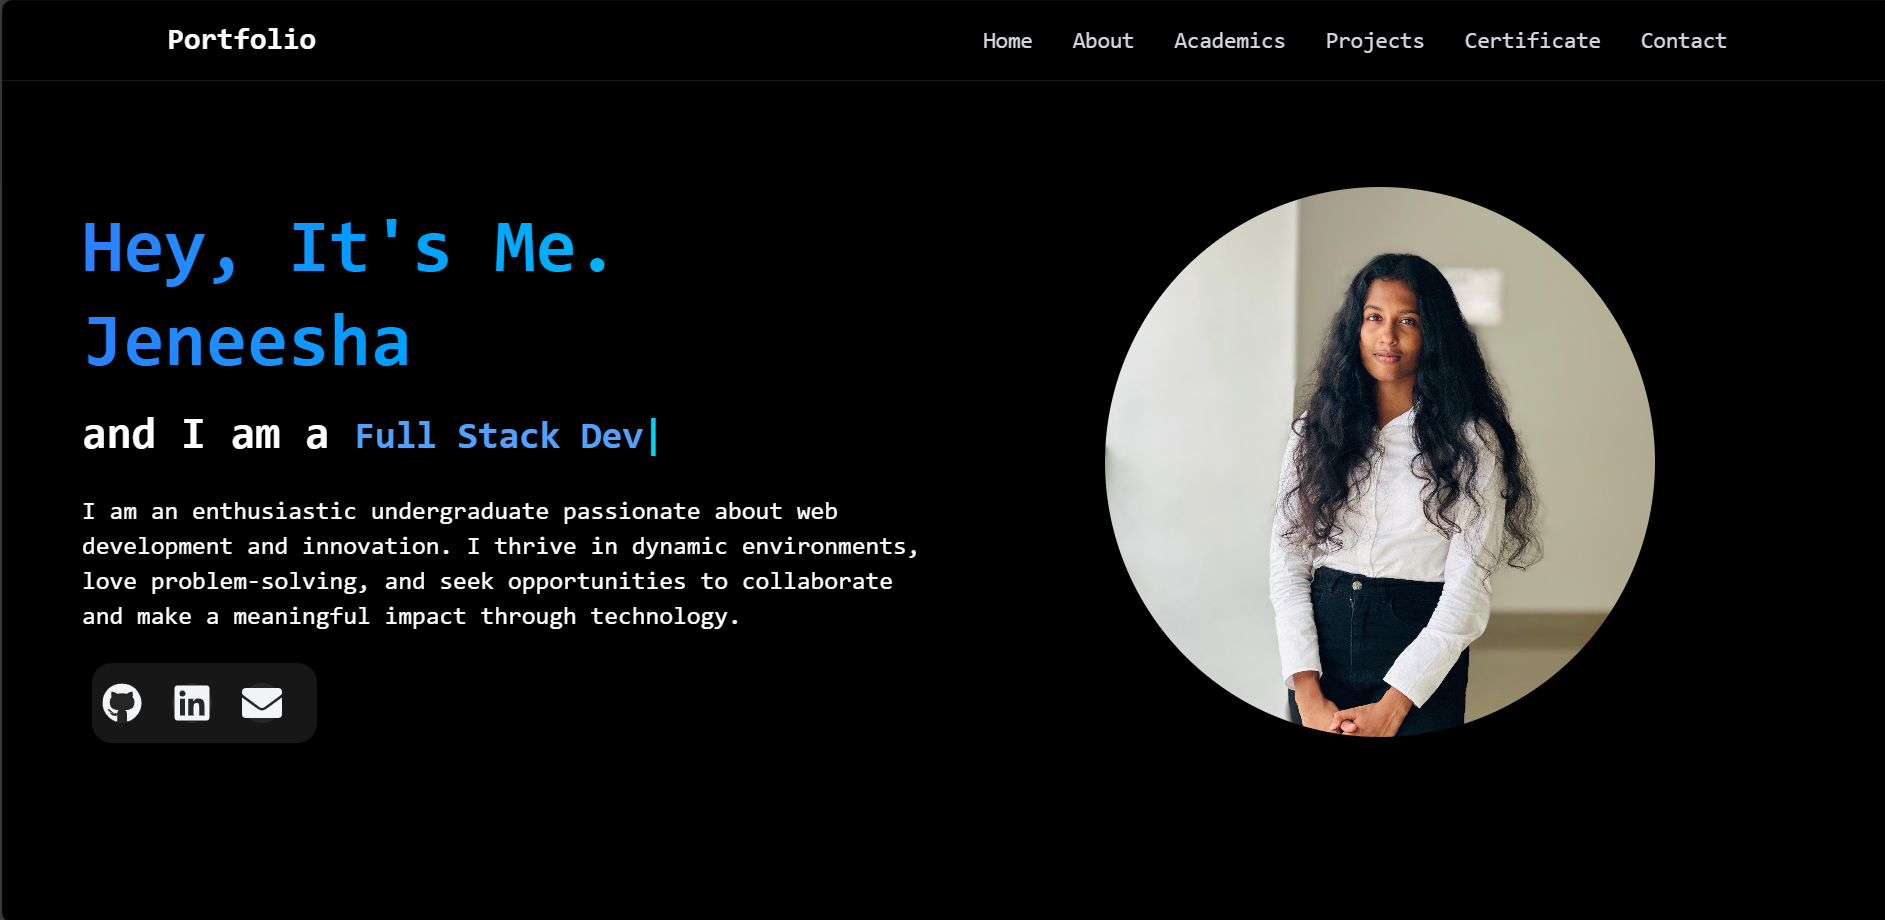 Portfolio
Home About Academics Projects Certificate Contact
Hey, It's Me.
Jeneesha
and I am a Full Stack Dev|
I am an enthusiastic undergraduate passionate about web
development and innovation. I thrive in dynamic environments,
love problem-solving, and seek opportunities to collaborate
and make a meaningful impact through technology.
in